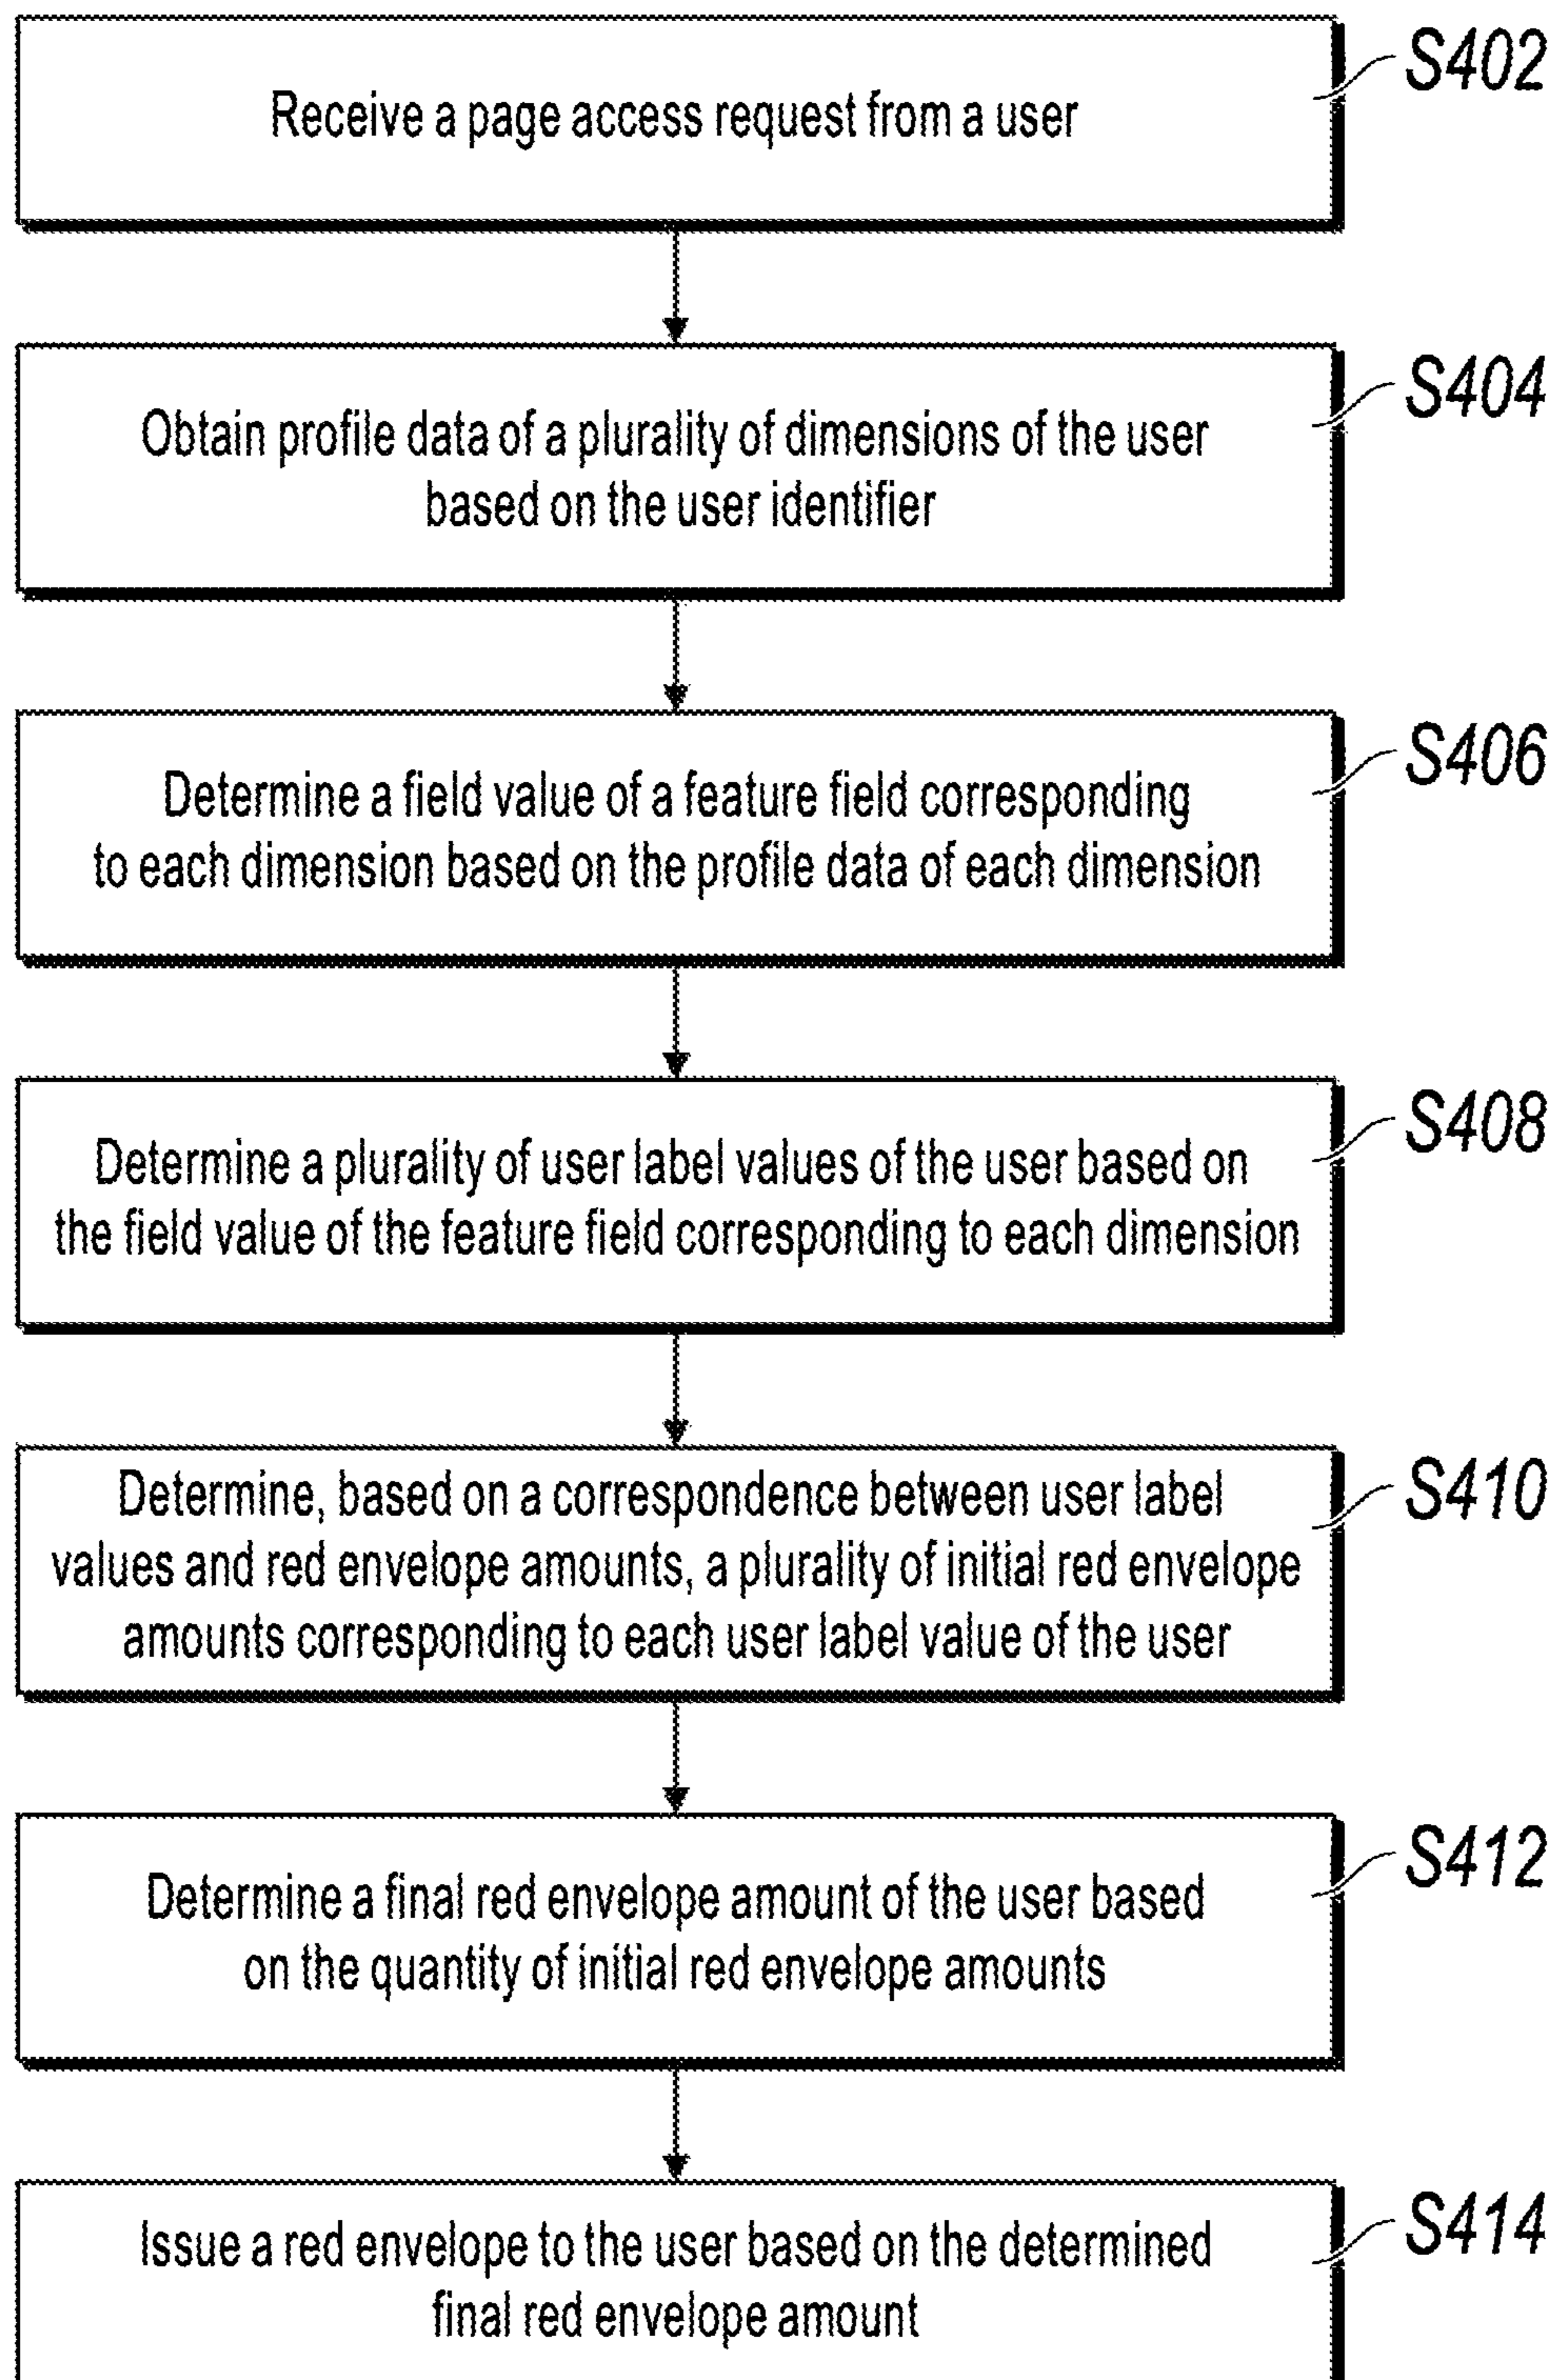 Receive a page access request from a user
S402
Obtain profile data of a plurality of dimensions of the user
based on the user identifier
S404
Determine a field value of a feature field corresponding
to each dimension based on the profile data of each dimension
S406
Determine a plurality of user label values of the user based on
the field value of the feature field corresponding to each dimension
S408
Determine, based on a correspondence between user label
values and red envelope amounts, a plurality of initial red envelope
amounts corresponding to each user label value of the user
S410
Determine a final red envelope amount of the user based
on the quantity of initial red envelope amounts
S412
Issue a red envelope to the user based on the determined
final red envelope amount
S414